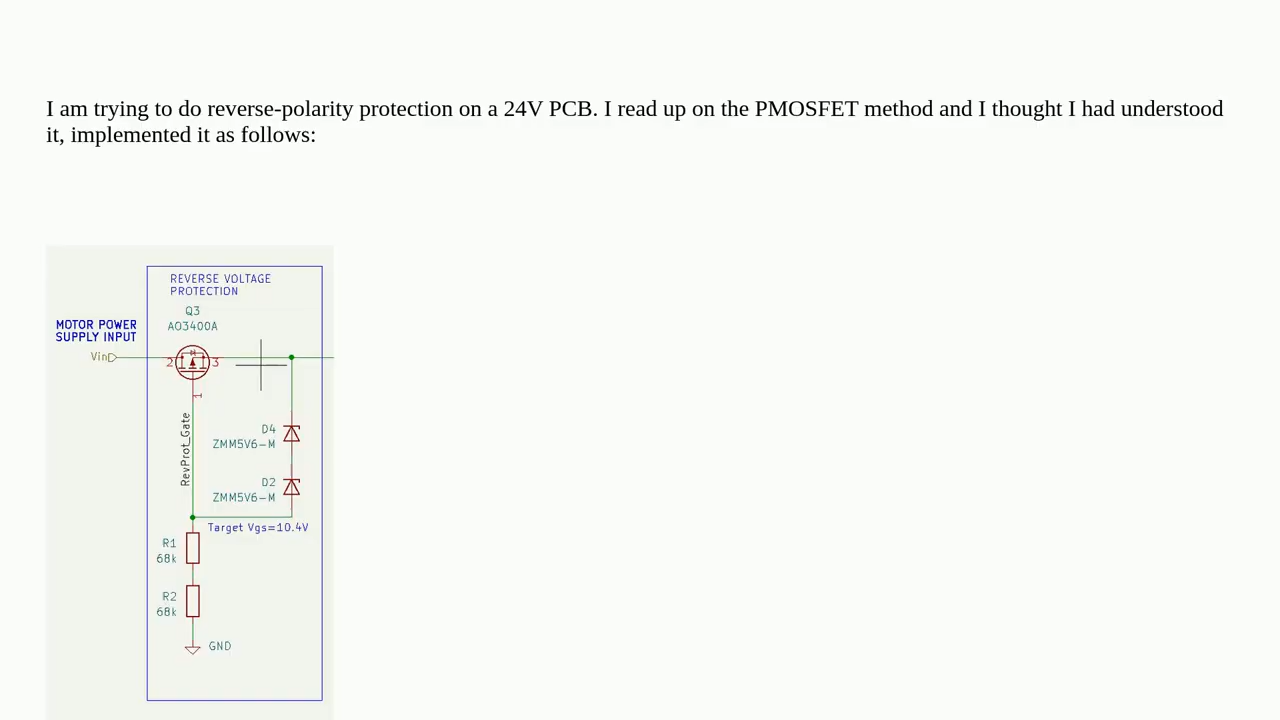 I am trying to do reverse-polarity protection on a 24V PCB. I read up on the PMOSFET method and I thought I had understood
it, implemented it as follows:
REVERSE VOLTAGE
PROTECTION
Q3
AO3400A
MOTOR POWER
SUPPLY INPUT
Vin
2
3
1
RevProt_Gate
D4
ZMM5V6-M
D2
ZMM5V6-M
Target Vgs=10.4V
R1
68k
R2
68k
GND